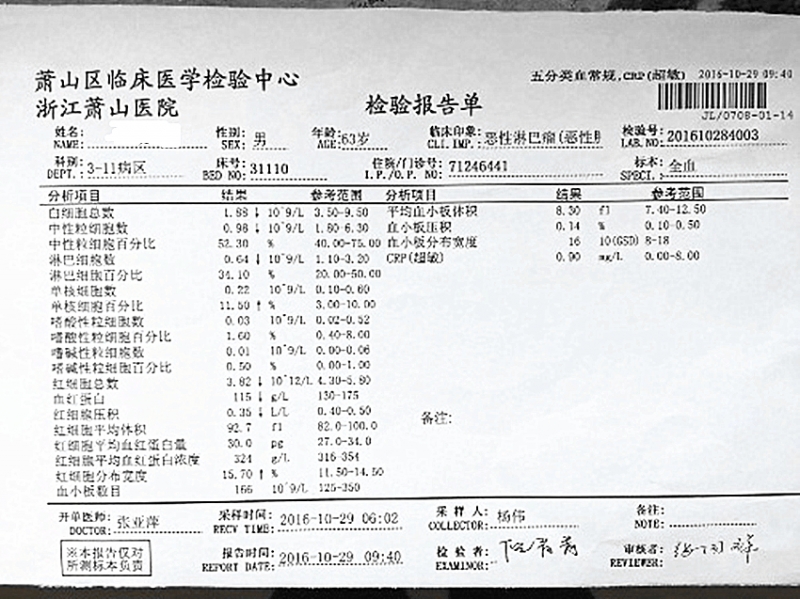 五分类血常规,CRP(超敏) 2016-10-29 09:40
萧山区临床医学检验中心
浙江萧山医院
检验报告单
JL/0708-01-14
姓名: 性别: 男 年龄: 63岁 临床印象: 恶性淋巴瘤(恶性 检验号: 201610284003
NAME: SEX: AGE: CLI. IMP.: LAB. NO.
科别: 3-11病区 床号: 31110 住院/门诊号: 71246441 标本: 全血
DEPT.: BED NO I.P./O.P. NO.: SPECI.:
分析项目 结果 参考范围 分析项目 结果 参考范围
白细胞总数 1.88 ↓ 10^9/L 3.50-9.50 平均血小板体积 8.30 fl 7.40-12.50
中性粒细胞数 0.98 ↓ 10^9/L 1.80-6.30 血小板压积 0.14 % 0.10-0.50
中性粒细胞百分比 52.30 % 40.00-75.00 血小板分布宽度 16 10(GSD) 8-18
淋巴细胞数 0.64 ↓ 10^9/L 1.10-3.20 CRP(超敏) 0.90 mg/L 0.00-8.00
淋巴细胞百分比 34.10 % 20.00-50.00
单核细胞数 0.22 10^9/L 0.10-0.60
单核细胞百分比 11.50 ↑ % 3.00-10.00
嗜酸性粒细胞数 0.03 10^9/L 0.02-0.52
嗜酸性粒细胞百分比 1.60 % 0.40-8.00
嗜碱性粒细胞数 0.01 10^9/L 0.00-0.06
嗜碱性粒细胞百分比 0.50 % 0.00-1.00
红细胞总数 3.82 ↓ 10^12/L 4.30-5.80
血红蛋白 115 ↓ g/L 130-175
红细胞压积 0.35 ↓ L/L 0.40-0.50
红细胞平均体积 92.7 fl 82.0-100.0 备注:
红细胞平均血红蛋白量 30.0 pg 27.0-34.0
红细胞平均血红蛋白浓度 324 g/L 316-354
红细胞分布宽度 15.70 ↑ % 11.50-14.50
血小板数目 166 10^9/L 125-350
开单医师: 张亚萍 采样时间: 2016-10-29 06:02 采样人: 杨伟 备注:
DOCTOR: RECV TIME: COLLECTOR: NOTE:
※本报告仅对 报告时间: 2016-10-29 09:40 检验者: 审核者:
所测标本负责 REPORT DATE: EXAMINOR: REVIEWER: